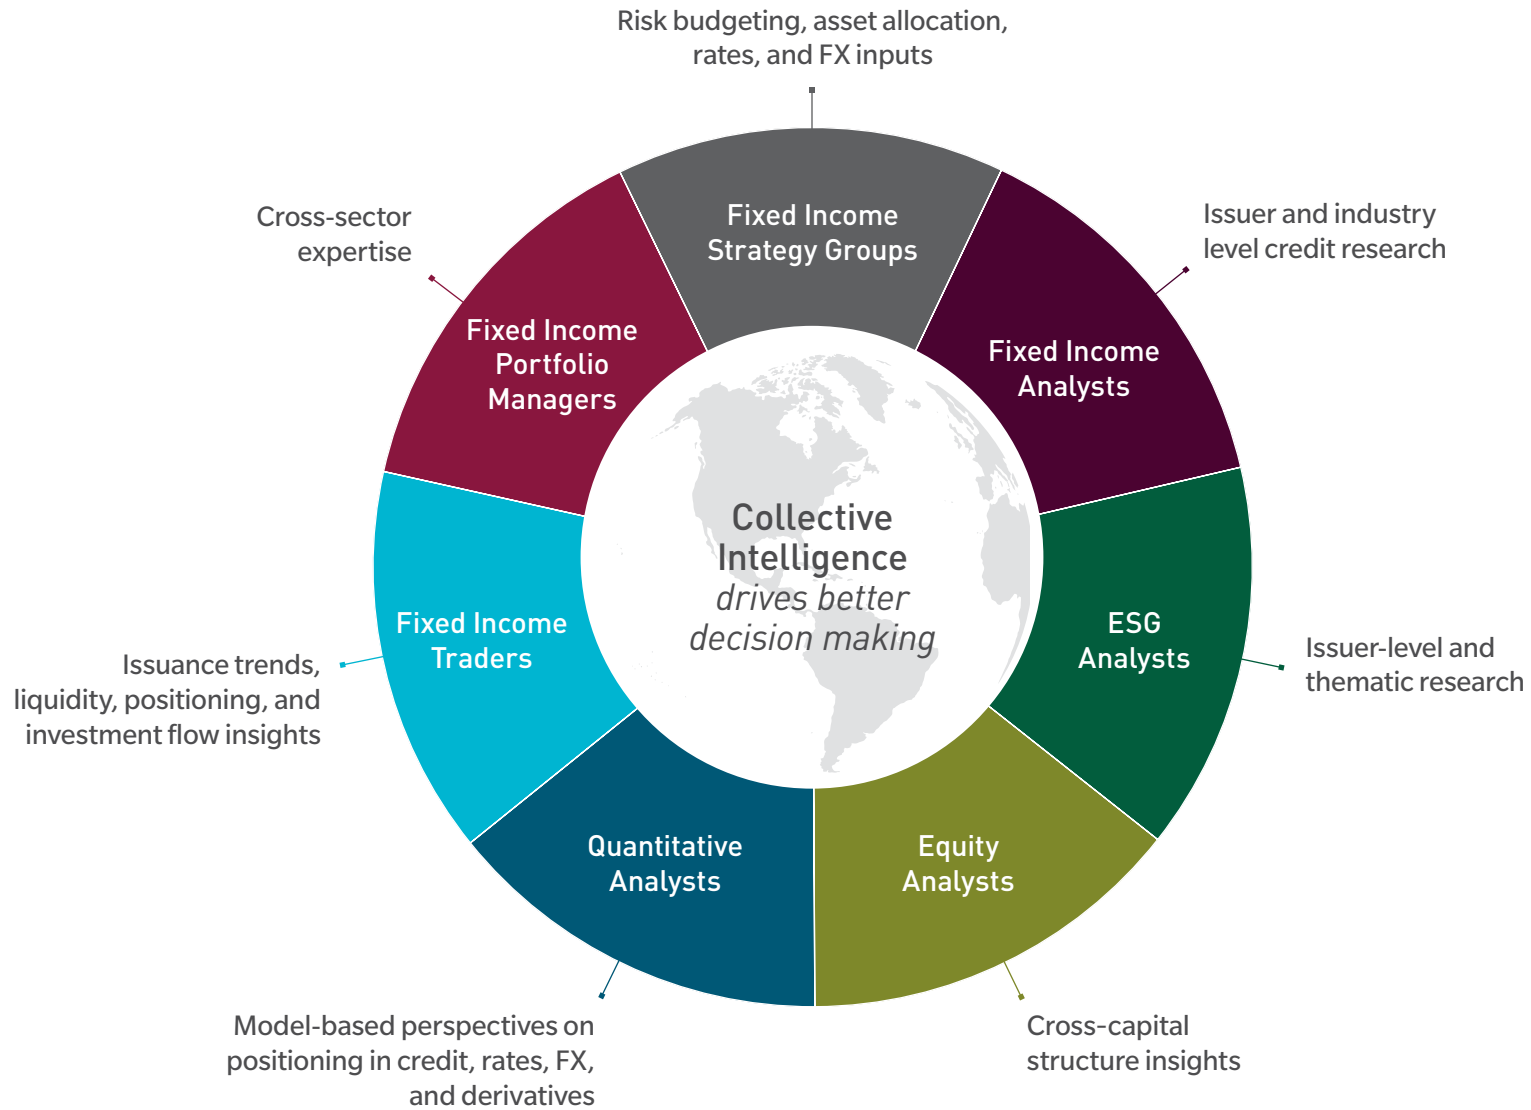 Risk budgeting, asset allocation,
rates, and FX inputs
Fixed Income
Strategy Groups
Issuer and industry
level credit research
Fixed Income
Analysts
ESG
Analysts
Issuer-level and
thematic research
Equity
Analysts
Cross-capital
structure insights
Quantitative
Analysts
Model-based perspectives on
positioning in credit, rates, FX,
and derivatives
Fixed Income
Traders
Issuance trends,
liquidity, positioning, and
investment flow insights
Fixed Income
Portfolio
Managers
Cross-sector
expertise
Collective
Intelligence
drives better
decision making